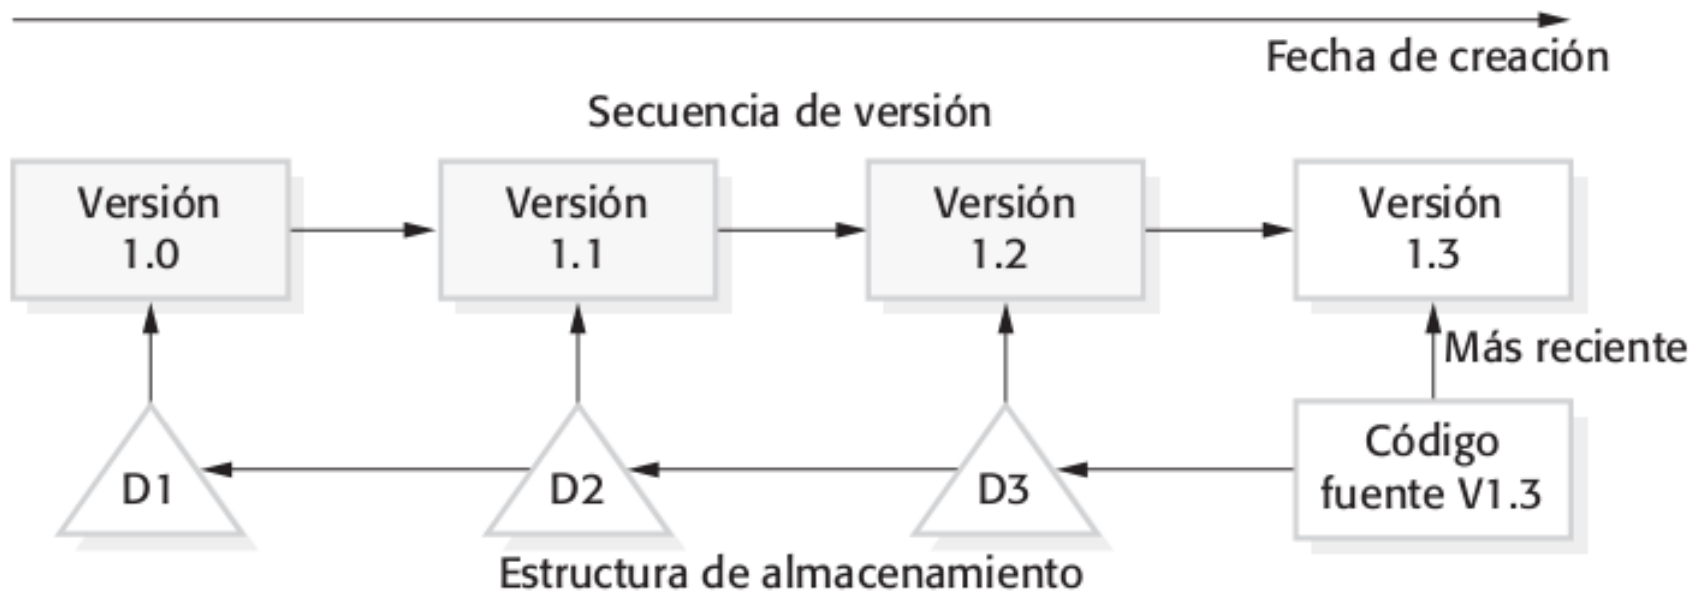 Fecha de creación
Secuencia de versión
Versión
1.0
Versión
1.1
Versión
1.2
Versión
1.3
Más reciente
D1
D2
D3
Código
fuente V1.3
Estructura de almacenamiento